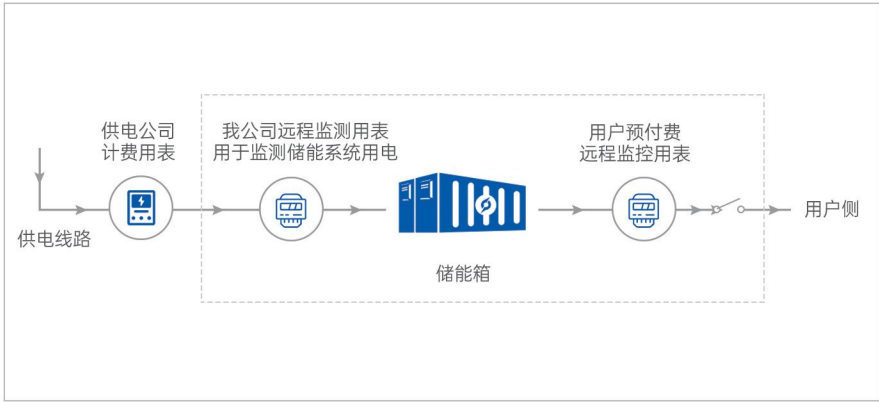 供电公司
计费用表
我公司远程监测用表
用于监测储能系统用电
用户预付费
远程监控用表
供电线路
储能箱
用户侧